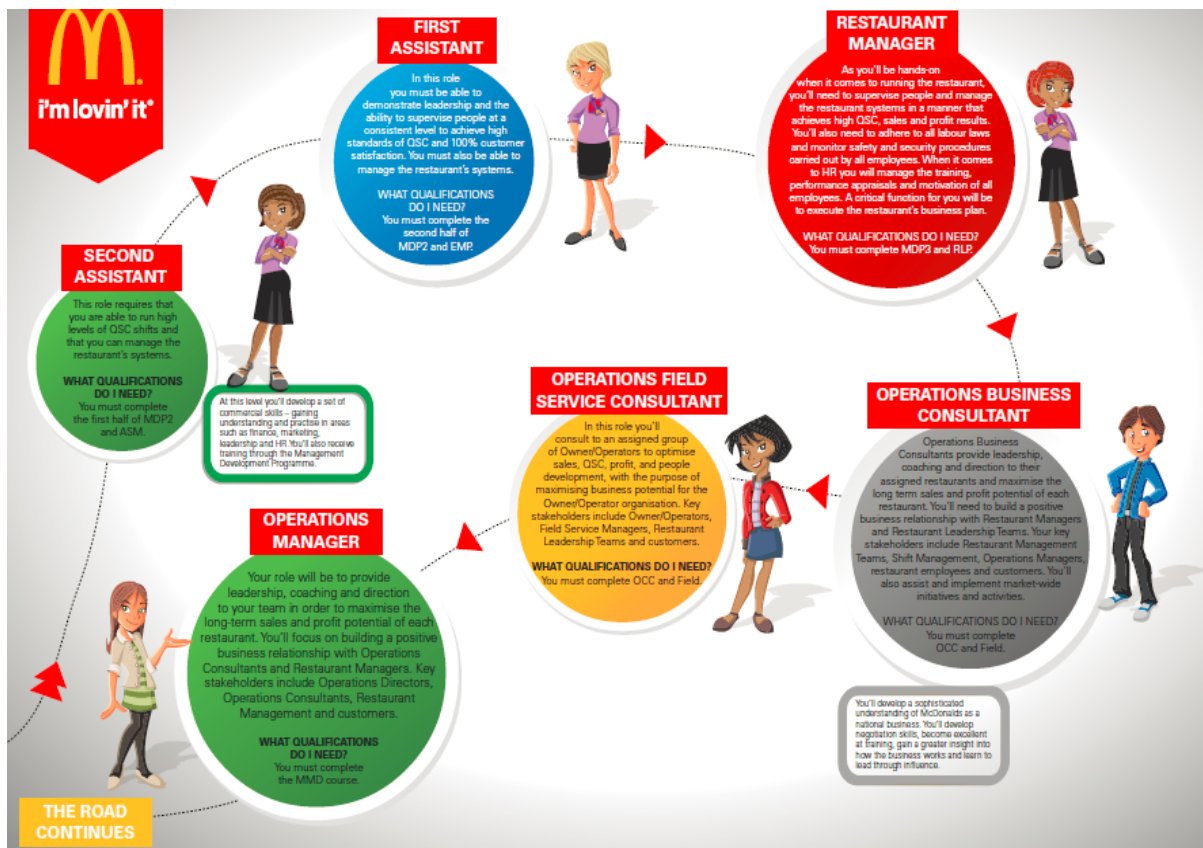 M
i'm lovin' it®
SECOND
ASSISTANT
This role requires that
you are able to run high
levels of QSC shifts and
that you can manage the
restaurant's systems.
WHAT QUALIFICATIONS
DO I NEED?
You must complete
the first half of MDP2
and ASM.
At this level you'll develop a set of
commercial skills – gaining
understanding and practise in areas
such as finance, marketing,
leadership and HR. You'll also receive
training through the Management
Development Programme.
FIRST
ASSISTANT
In this role
you must be able to
demonstrate leadership and the
ability to supervise people at a
consistent level to achieve high
standards of QSC and 100% customer
satisfaction. You must also be able to
manage the restaurant's systems.
WHAT QUALIFICATIONS
DO I NEED?
You must complete the
second half of
MDP2 and EMP.
RESTAURANT
MANAGER
As you'll be hands-on
when it comes to running the restaurant,
you'll need to supervise people and manage
the restaurant systems in a manner that
achieves high QSC, sales and profit results.
You'll also need to adhere to all labour laws
and monitor safety and security procedures
carried out by all employees. When it comes
to HR you will manage the training,
performance appraisals and motivation of all
employees. A critical function for you will be
to execute the restaurant's business plan.
WHAT QUALIFICATIONS DO I NEED?
You must complete MDP3 and RLP.
OPERATIONS BUSINESS
CONSULTANT
Operations Business
Consultants provide leadership,
coaching and direction to their
assigned restaurants and maximise the
long term sales and profit potential of each
restaurant. You'll need to build a positive
business relationship with Restaurant Managers
and Restaurant Leadership Teams. Your key
stakeholders include Restaurant Management
Teams, Shift Management, Operations Managers,
restaurant employees and customers. You'll
also assist and implement market-wide
initiatives and activities.
WHAT QUALIFICATIONS DO I NEED?
You must complete
OCC and Field.
You'll develop a sophisticated
understanding of McDonalds as a
national business. You'll develop
negotiation skills, become excellent
at training, gain a greater insight into
how the business works and learn to
lead through influence.
OPERATIONS FIELD
SERVICE CONSULTANT
In this role you'll
consult to an assigned group
of Owner/Operators to optimise
sales, QSC, profit, and people
development, with the purpose of
maximising business potential for the
Owner/Operator organisation. Key
stakeholders include Owner/Operators,
Field Service Managers, Restaurant
Leadership Teams and customers.
WHAT QUALIFICATIONS DO I NEED?
You must complete OCC and Field.
OPERATIONS
MANAGER
Your role will be to provide
leadership, coaching and direction
to your team in order to maximise the
long-term sales and profit potential of each
restaurant. You'll focus on building a positive
business relationship with Operations
Consultants and Restaurant Managers. Key
stakeholders include Operations Directors,
Operations Consultants, Restaurant
Management and customers.
WHAT QUALIFICATIONS
DO I NEED?
You must complete
the MMD course.
THE ROAD
CONTINUES